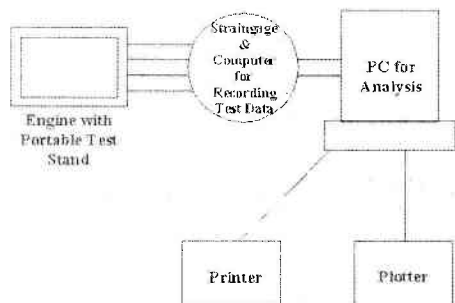 Straingage
&
Computer
for
Recording
Test Data
PC for
Analysis
Engine with
Portable Test
Stand
Printer
Plotter